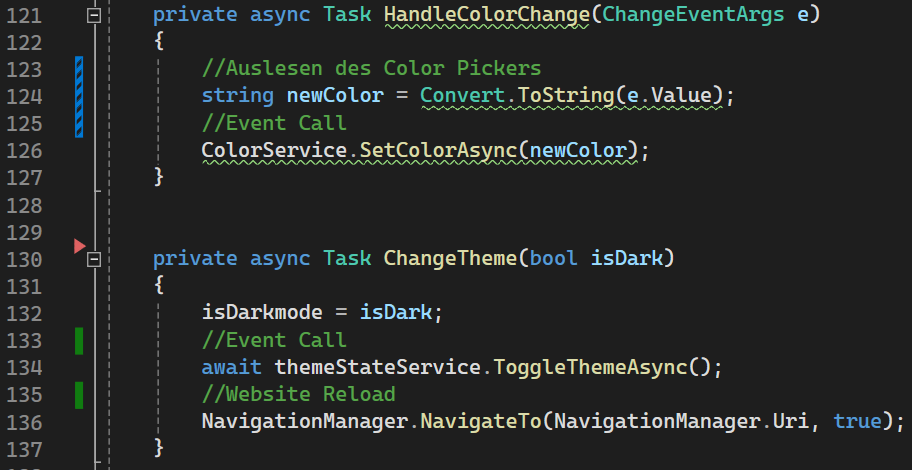 121 private async Task HandleColorChange(ChangeEventArgs e)
122 {
123 //Auslesen des Color Pickers
124 string newColor = Convert.ToString(e.Value);
125 //Event Call
126 ColorService.SetColorAsync(newColor);
127 }
128
129
130 private async Task ChangeTheme(bool isDark)
131 {
132 isDarkmode = isDark;
133 //Event Call
134 await themeStateService.ToggleThemeAsync();
135 //Website Reload
136 NavigationManager.NavigateTo(NavigationManager.Uri, true);
137 }